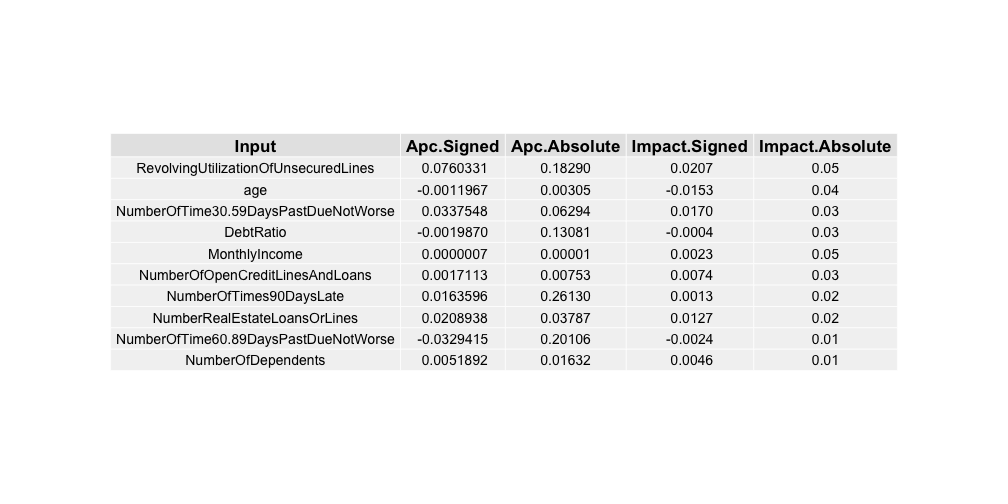 Input Apc.Signed Apc.Absolute Impact.Signed Impact.Absolute
RevolvingUtilizationOfUnsecuredLines 0.0760331 0.18290 0.0207 0.05
age -0.0011967 0.00305 -0.0153 0.04
NumberOfTime30.59DaysPastDueNotWorse 0.0337548 0.06294 0.0170 0.03
DebtRatio -0.0019870 0.13081 -0.0004 0.03
MonthlyIncome 0.0000007 0.00001 0.0023 0.05
NumberOfOpenCreditLinesAndLoans 0.0017113 0.00753 0.0074 0.03
NumberOfTimes90DaysLate 0.0163596 0.26130 0.0013 0.02
NumberRealEstateLoansOrLines 0.0208938 0.03787 0.0127 0.02
NumberOfTime60.89DaysPastDueNotWorse -0.0329415 0.20106 -0.0024 0.01
NumberOfDependents 0.0051892 0.01632 0.0046 0.01